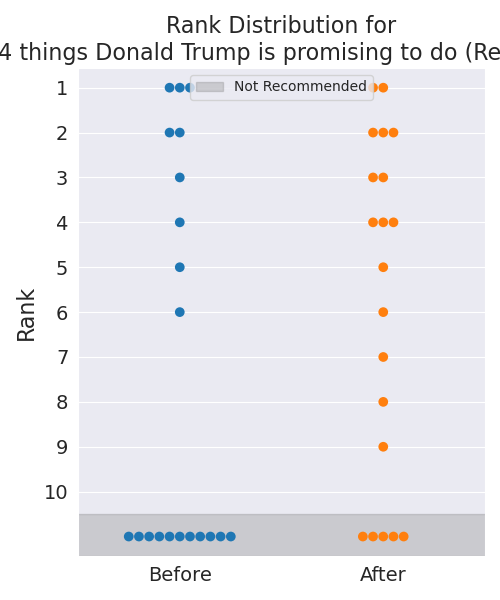 Rank Distribution for
4 things Donald Trump is promising to do (Re
Not Recommended
1
2
3
4
5
6
7
8
9
10
Rank
Before
After